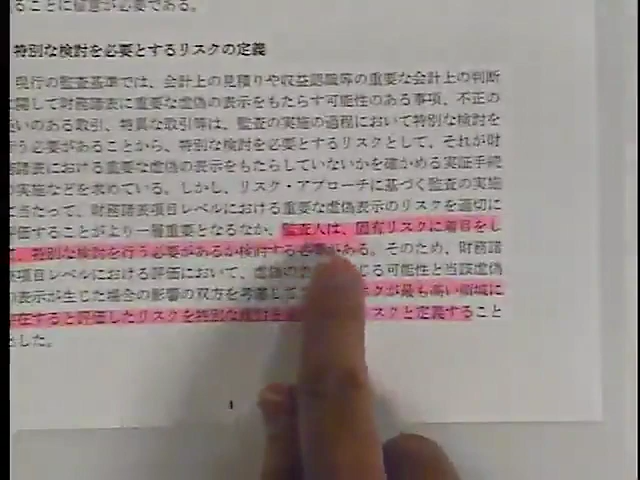 ることに留意が必要である。
特別な検討を必要とするリスクの定義
現行の監査基準では、会計上の見積りや収益認識等の重要な会計上の判断
関して財務諸表に重要な虚偽の表示をもたらす可能性のある事項、不正の
いのある取引、特異な取引等は、監査の実施の過程において特別な検討を
う必要があることから、特別な検討を必要とするリスクとして、それが財
諸表における重要な虚偽の表示をもたらしていないかを確かめる実証手続
の実施などを求めている。しかし、リスク・アプローチに基づく監査の実施
に当たって、財務諸表項目レベルにおける重要な虚偽表示のリスクを適切に
評価することがより一層重要となるなか、監査人は、固有リスクに着目をし
、特別な検討を行う必要があるか検討する必要がある。そのため、財務諸
表項目レベルにおける評価において、虚偽の じる可能性と当該虚偽
の表示が生じた場合の影響の双方を考慮して クが最も高い領域に
存在すると評価したリスクを特別な検討を スクと定義すること
とした。
4